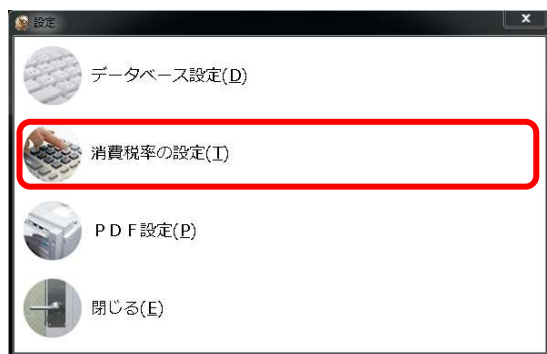 設定
x
データベース設定(D)
消費税率の設定(T)
ＰＤＦ設定(P)
閉じる(E)